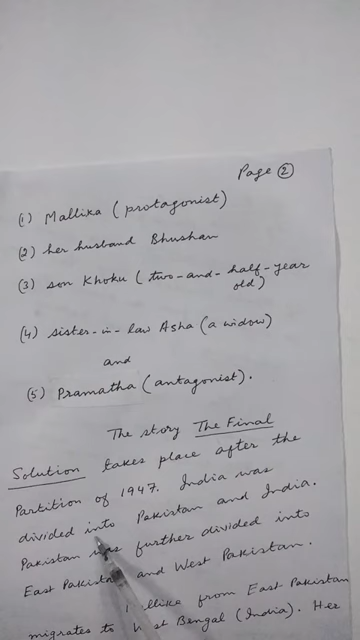 Page ②
(1) Mallika (protagonist)
(2) her husband Bhushan
(3) son Khoku (two-and-half-year
old)
(4) sister-in-law Asha (a widow)
and
(5) Pramatha (antagonist).
The story The Final
Solution takes place after the
Partition of 1947. India was
divided into Pakistan and India.
Pakistan was further divided into
East Pakistan and West Pakistan.
from East Pakistan
migrates to West Bengal (India). Her